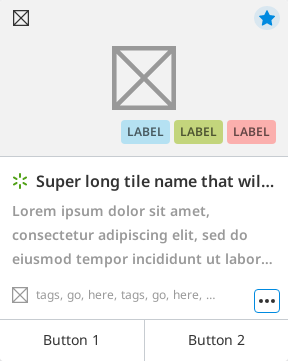 LABEL LABEL LABEL
Super long tile name that wil...
Lorem ipsum dolor sit amet,
consectetur adipiscing elit, sed do
eiusmod tempor incididunt ut labor...
tags, go, here, tags, go, here, ...
Button 1 Button 2